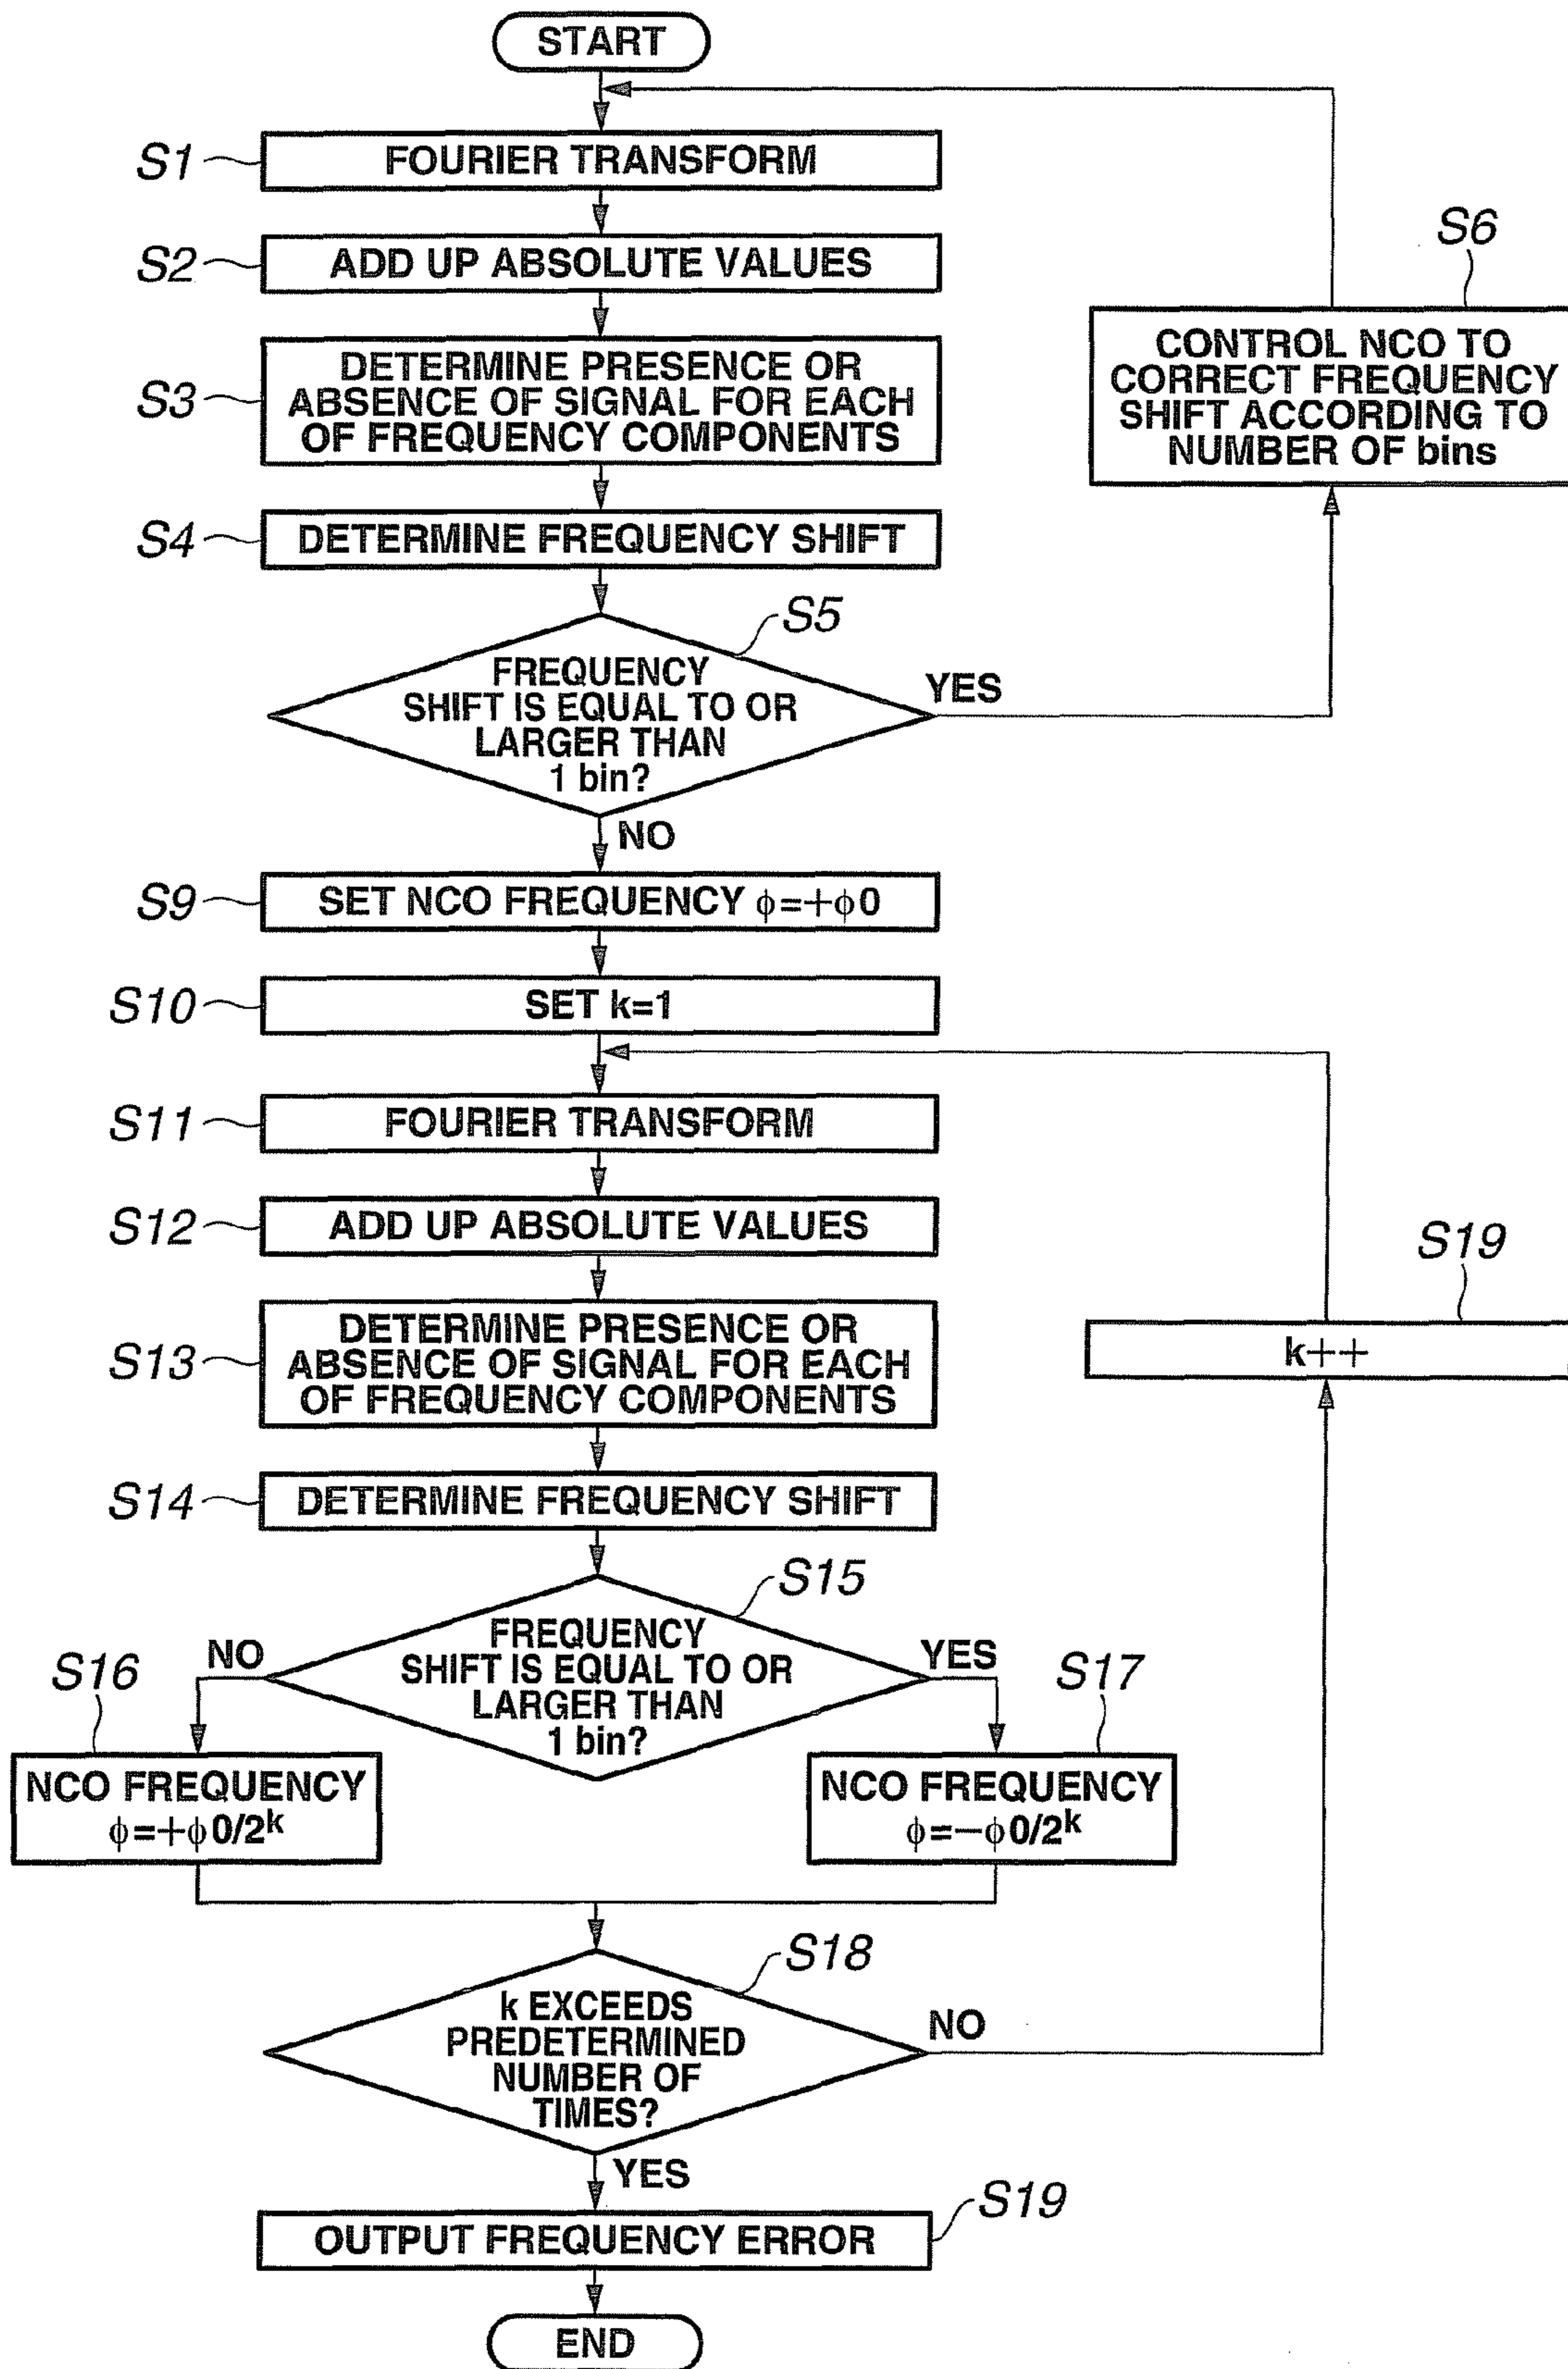 START
S1
FOURIER TRANSFORM
S2
ADD UP ABSOLUTE VALUES
S3
DETERMINE PRESENCE OR
ABSENCE OF SIGNAL FOR EACH
OF FREQUENCY COMPONENTS
S4
DETERMINE FREQUENCY SHIFT
S5
FREQUENCY
SHIFT IS EQUAL TO OR
LARGER THAN
1 bin?
YES
S6
CONTROL NCO TO
CORRECT FREQUENCY
SHIFT ACCORDING TO
NUMBER OF bins
NO
S9
SET NCO FREQUENCY ϕ=+ϕ0
S10
SET k=1
S11
FOURIER TRANSFORM
S12
ADD UP ABSOLUTE VALUES
S13
DETERMINE PRESENCE OR
ABSENCE OF SIGNAL FOR EACH
OF FREQUENCY COMPONENTS
S14
DETERMINE FREQUENCY SHIFT
S15
FREQUENCY
SHIFT IS EQUAL TO OR
LARGER THAN
1 bin?
NO
YES
S16
NCO FREQUENCY
ϕ=+ϕ0/2^k
S17
NCO FREQUENCY
ϕ=−ϕ0/2^k
S18
k EXCEEDS
PREDETERMINED
NUMBER OF
TIMES?
NO
S19
k++
YES
S19
OUTPUT FREQUENCY ERROR
END